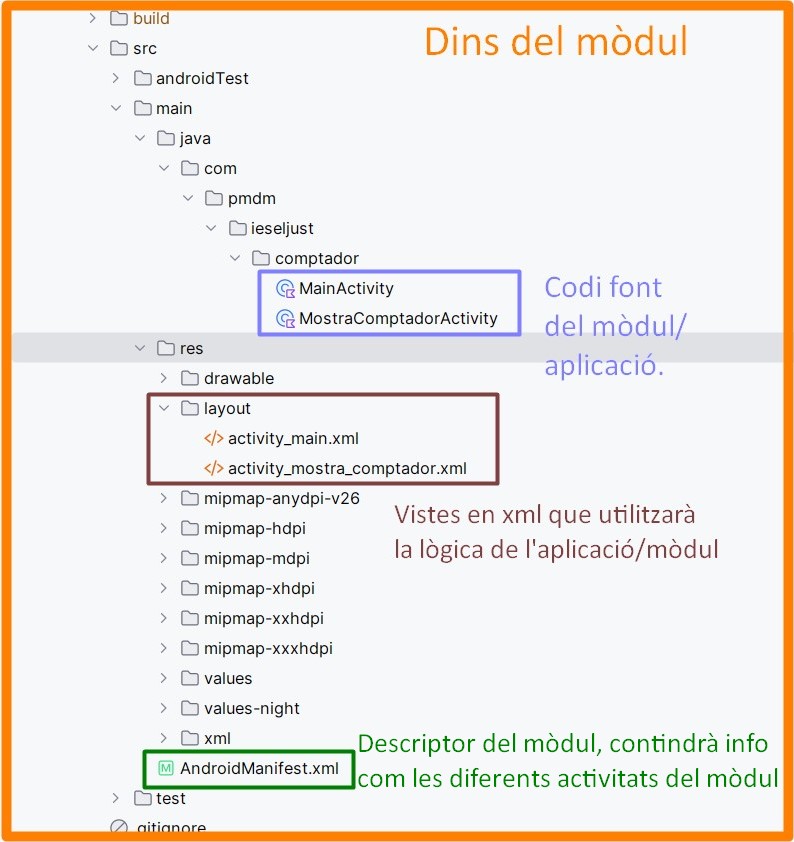 build
Dins del mòdul
src
androidTest
main
java
com
pmdm
ieseljust
comptador
MainActivity
MostraComptadorActivity
Codi font
del mòdul/
aplicació.
res
drawable
layout
</> activity_main.xml
</> activity_mostra_comptador.xml
mipmap-anydpi-v26
Vistes en xml que utilitzarà
la lògica de l'aplicació/mòdul
mipmap-hdpi
mipmap-mdpi
mipmap-xhdpi
mipmap-xxhdpi
mipmap-xxxhdpi
values
values-night
xml
M AndroidManifest.xml
Descriptor del mòdul, contindrà info
com les diferents activitats del mòdul
test
.gitignore